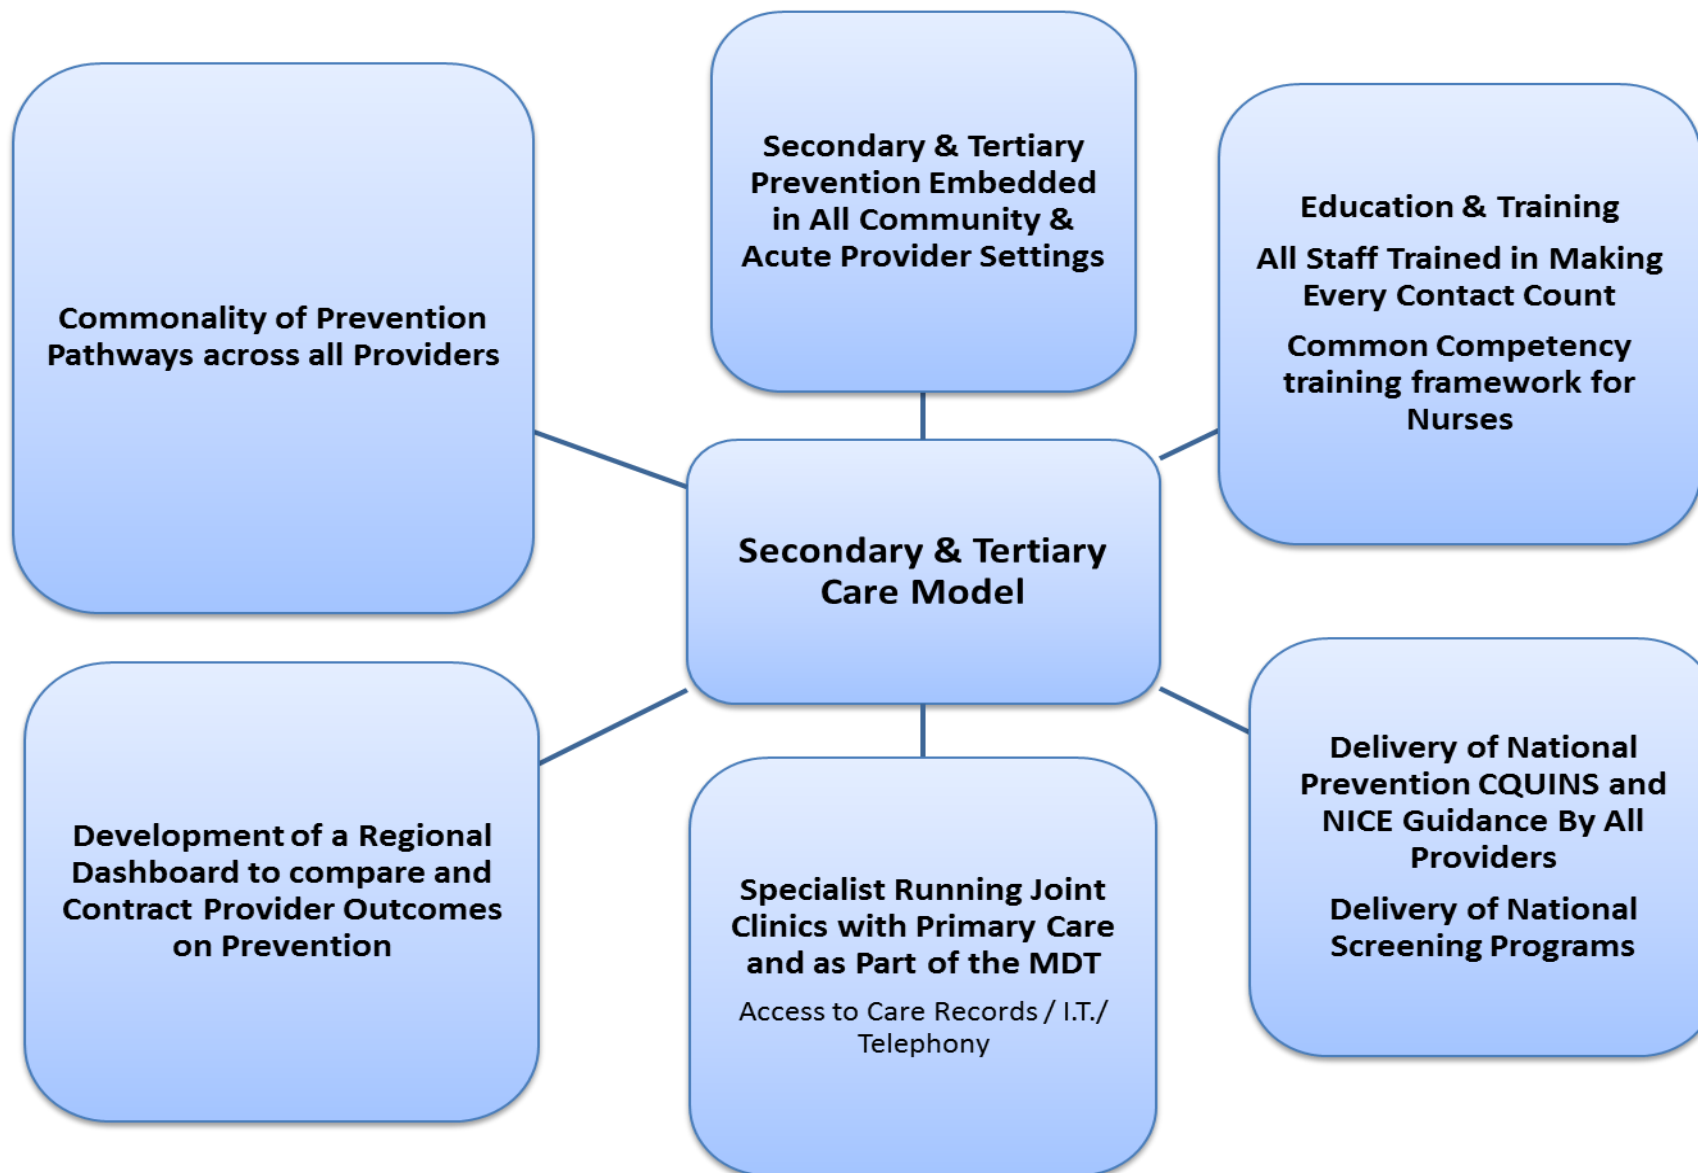 Secondary & Tertiary
Prevention Embedded
in All Community &
Acute Provider Settings
Education & Training
All Staff Trained in Making
Every Contact Count
Common Competency
training framework for
Nurses
Commonality of Prevention
Pathways across all Providers
Secondary & Tertiary
Care Model
Delivery of National
Prevention CQUINS and
NICE Guidance By All
Providers
Delivery of National
Screening Programs
Development of a Regional
Dashboard to compare and
Contract Provider Outcomes
on Prevention
Specialist Running Joint
Clinics with Primary Care
and as Part of the MDT
Access to Care Records / I.T./
Telephony